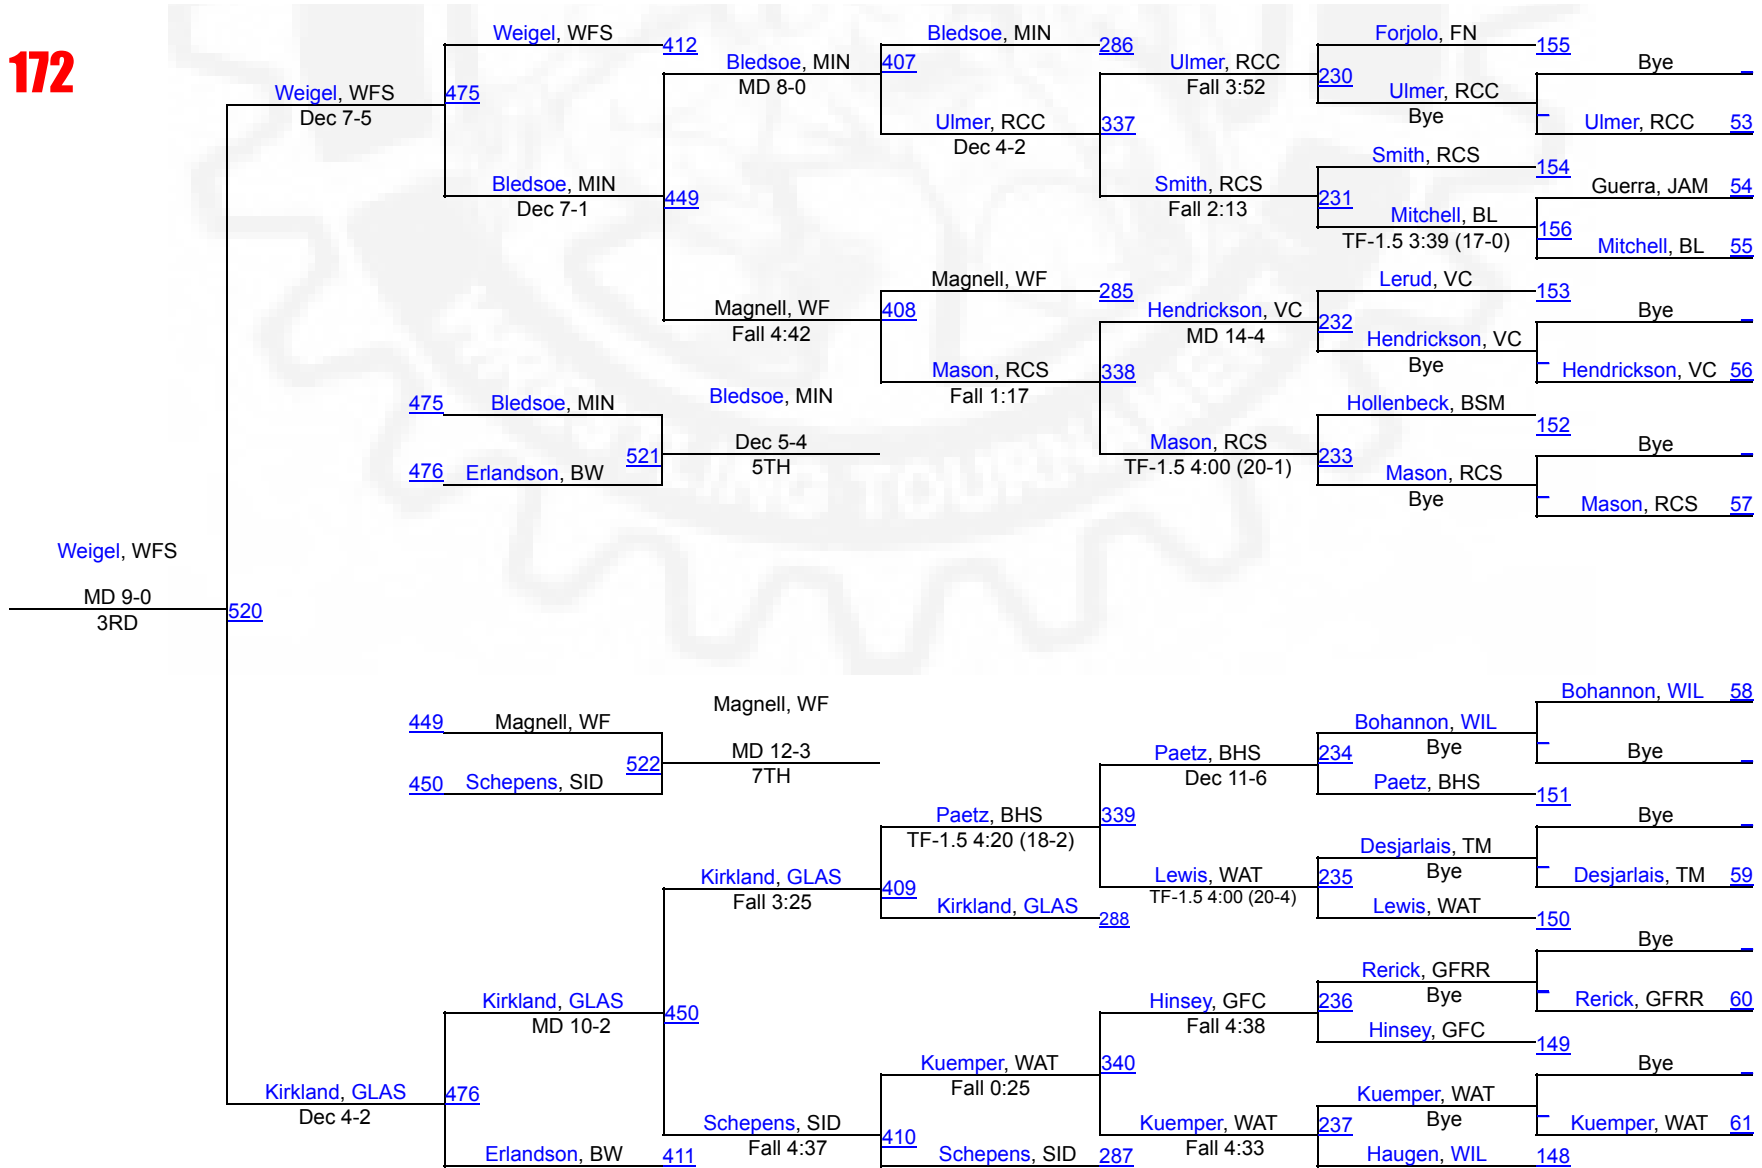 172
Weigel, WFS
412
Bledsoe, MIN
286
Forjolo, FN
155
Bye
Bledsoe, MIN
407
MD 8-0
Ulmer, RCC
Fall 3:52
230
Ulmer, RCC
Bye
Weigel, WFS
Dec 7-5
475
Ulmer, RCC
Dec 4-2
337
Ulmer, RCC 53
Smith, RCS
154
Bledsoe, MIN
Dec 7-1
449
Smith, RCS
Fall 2:13
231
Guerra, JAM 54
Mitchell, BL
TF-1.5 3:39 (17-0)
156
Mitchell, BL 55
Magnell, WF
285
Lerud, VC
153
Magnell, WF
Fall 4:42
408
Hendrickson, VC
MD 14-4
232
Bye
Hendrickson, VC
Bye
Mason, RCS
Fall 1:17
338
Hendrickson, VC 56
475 Bledsoe, MIN
Bledsoe, MIN
Hollenbeck, BSM
152
Dec 5-4
5TH
521
Mason, RCS
TF-1.5 4:00 (20-1)
233
Bye
476 Erlandson, BW
Mason, RCS
Bye
Mason, RCS 57
NG TOURN
Weigel, WFS
MD 9-0
3RD
520
Bohannon, WIL 58
449 Magnell, WF
Magnell, WF
Bohannon, WIL
Bye
MD 12-3
7TH
522
Paetz, BHS
Dec 11-6
234
Bye
450 Schepens, SID
Paetz, BHS
151
Paetz, BHS
TF-1.5 4:20 (18-2)
339
Bye
Desjarlais, TM
Bye
Kirkland, GLAS
Fall 3:25
409
Lewis, WAT
TF-1.5 4:00 (20-4)
235
Desjarlais, TM 59
Kirkland, GLAS
288
Lewis, WAT
150
Bye
Rerick, GFRR
Bye
Kirkland, GLAS
MD 10-2
450
Hinsey, GFC
Fall 4:38
236
Rerick, GFRR 60
Hinsey, GFC
149
Kuemper, WAT
Fall 0:25
340
Bye
Kirkland, GLAS
Dec 4-2
476
Kuemper, WAT
Bye
Schepens, SID
Fall 4:37
410
Kuemper, WAT
Fall 4:33
237
Kuemper, WAT 61
Erlandson, BW 411
Schepens, SID 287
Haugen, WIL 148